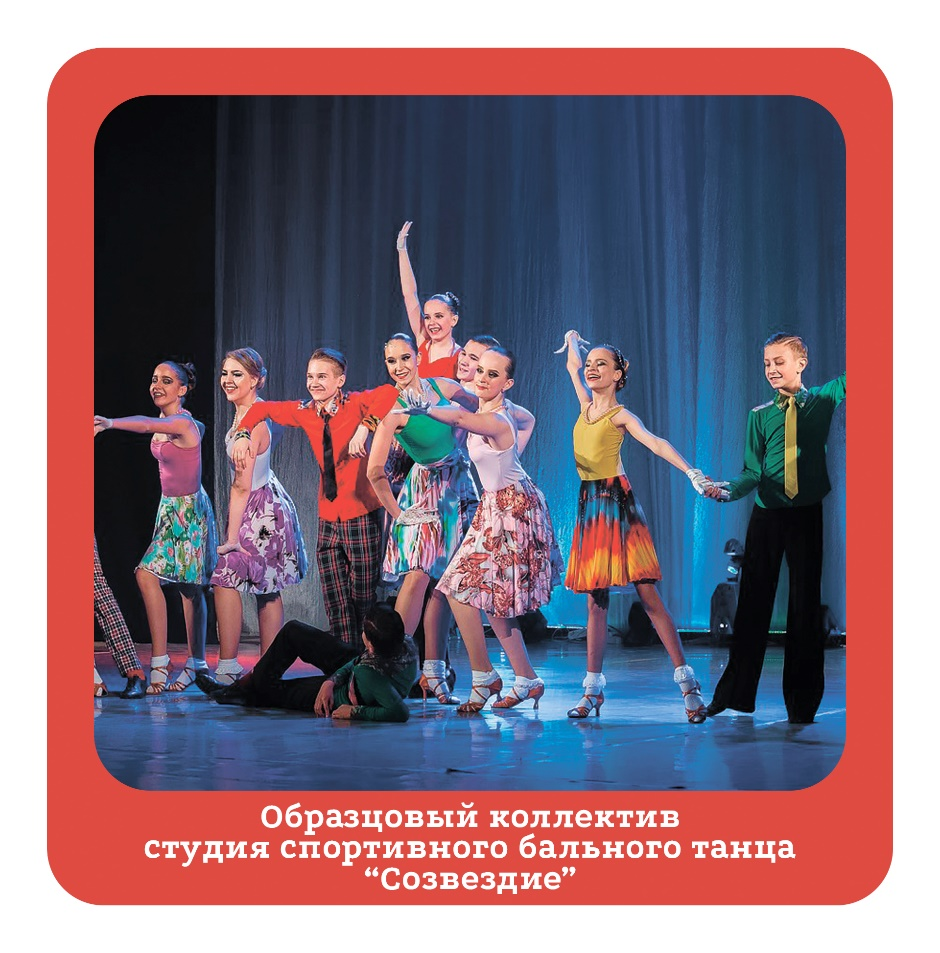 Образцовый коллектив
студия спортивного бального танца
“Созвездие”